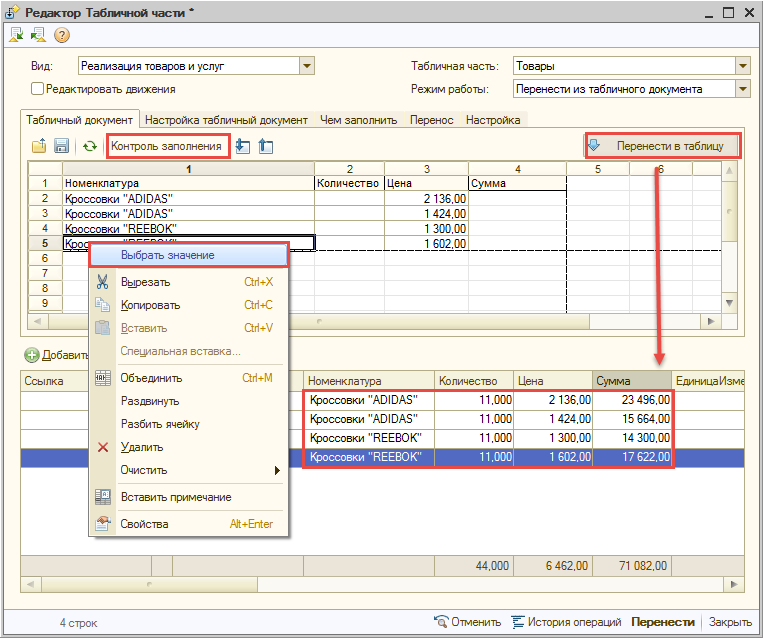 Редактор Табличной части *
Вид: Реализация товаров и услуг Табличная часть: Товары
Редактировать движения Режим работы: Перенести из табличного документа
Табличный документ Настройка табличный документ Чем заполнить Перенос Настройка
Контроль заполнения Перенести в таблицу
1 2 3 4 5 6
1 Номенклатура Количество Цена Сумма
2 Кроссовки "ADIDAS" 2 136,00
3 Кроссовки "ADIDAS" 1 424,00
4 Кроссовки "REEBOK" 1 300,00
5 Кроссовки "REEBOK" 1 602,00
6
7
8
9
Выбрать значение
Вырезать Ctrl+X
Копировать Ctrl+C
Вставить Ctrl+V
Специальная вставка...
Объединить Ctrl+M
Раздвинуть
Разбить ячейку
Удалить
Очистить
Вставить примечание
Свойства Alt+Enter
Добавить
Ссылка Номенклатура Количество Цена Сумма ЕдиницаИзме
Кроссовки "ADIDAS" 11,000 2 136,00 23 496,00
Кроссовки "ADIDAS" 11,000 1 424,00 15 664,00
Кроссовки "REEBOK" 11,000 1 300,00 14 300,00
Кроссовки "REEBOK" 11,000 1 602,00 17 622,00
44,000 6 462,00 71 082,00
4 строк Отменить История операций Перенести Закрыть